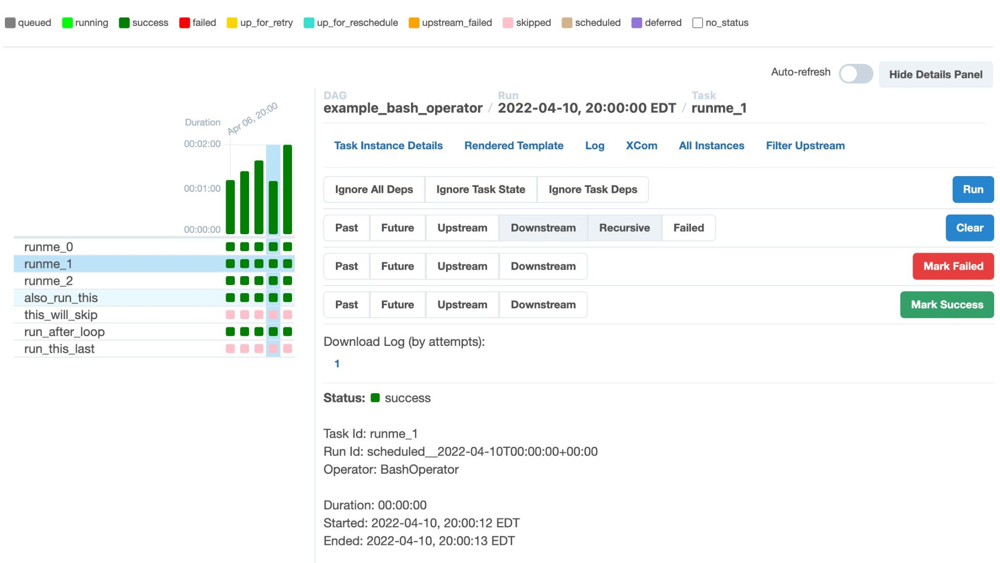 queued running success failed up_for_retry up_for_reschedule upstream_failed skipped scheduled deferred no_status
Auto-refresh Hide Details Panel
DAG Run Task
example_bash_operator / 2022-04-10, 20:00:00 EDT / runme_1
Task Instance Details Rendered Template Log XCom All Instances Filter Upstream
Ignore All Deps Ignore Task State Ignore Task Deps Run
Past Future Upstream Downstream Recursive Failed Clear
Past Future Upstream Downstream Mark Failed
Past Future Upstream Downstream Mark Success
Download Log (by attempts):
1
Status: success
Task Id: runme_1
Run Id: scheduled__2022-04-10T00:00:00+00:00
Operator: BashOperator
Duration: 00:00:00
Started: 2022-04-10, 20:00:12 EDT
Ended: 2022-04-10, 20:00:13 EDT
Duration
Apr 06, 20:00
00:02:00
00:01:00
00:00:00
runme_0
runme_1
runme_2
also_run_this
this_will_skip
run_after_loop
run_this_last